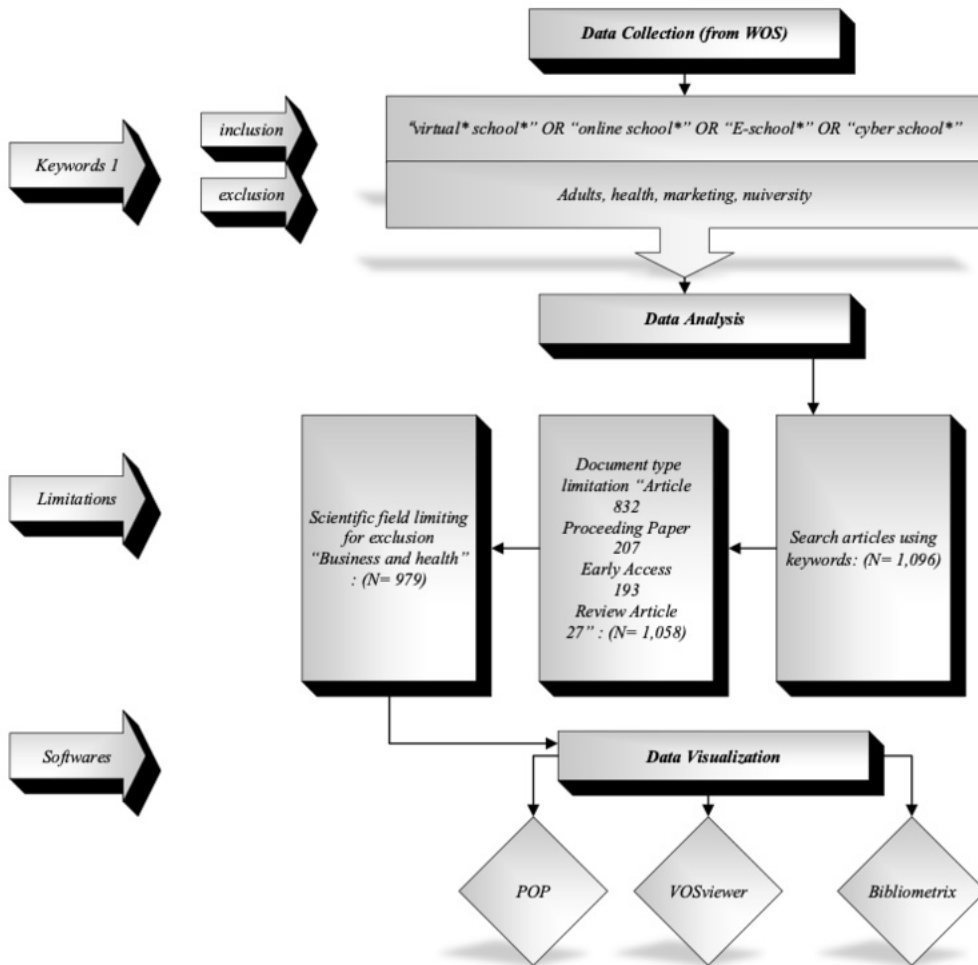 Data Collection (from WOS)
Keywords 1
inclusion
"virtual* school*" OR "online school*" OR "E-school*" OR "cyber school*"
exclusion
Adults, health, marketing, nuiversity
Data Analysis
Limitations
Scientific field limiting
for exclusion
"Business and health"
: (N= 979)
Document type
limitation "Article
832
Proceeding Paper
207
Early Access
193
Review Article
27" : (N= 1,058)
Search articles using
keywords: (N= 1,096)
Softwares
Data Visualization
POP
VOSviewer
Bibliometrix